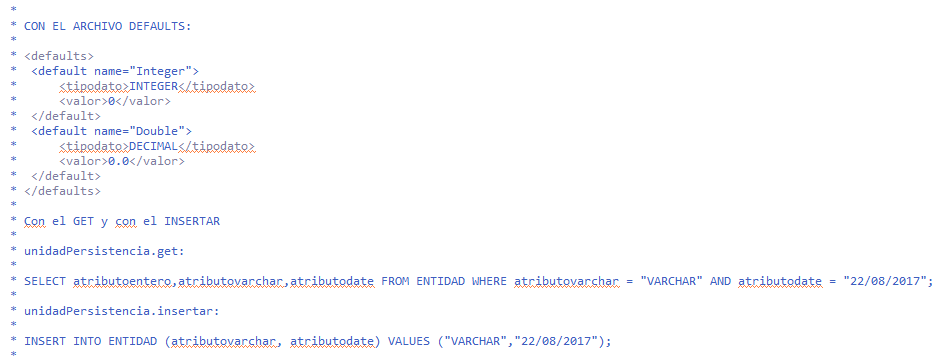 *
* CON EL ARCHIVO DEFAULTS:
*
* <defaults>
*  <default name="Integer">
*      <tipodato>INTEGER</tipodato>
*      <valor>0</valor>
*  </default>
*  <default name="Double">
*      <tipodato>DECIMAL</tipodato>
*      <valor>0.0</valor>
*  </default>
* </defaults>
*
* Con el GET y con el INSERTAR
*
* unidadPersistencia.get:
*
* SELECT atributoentero,atributovarchar,atributodate FROM ENTIDAD WHERE atributovarchar = "VARCHAR" AND atributodate = "22/08/2017";
*
* unidadPersistencia.insertar:
*
* INSERT INTO ENTIDAD (atributovarchar, atributodate) VALUES ("VARCHAR","22/08/2017");
*